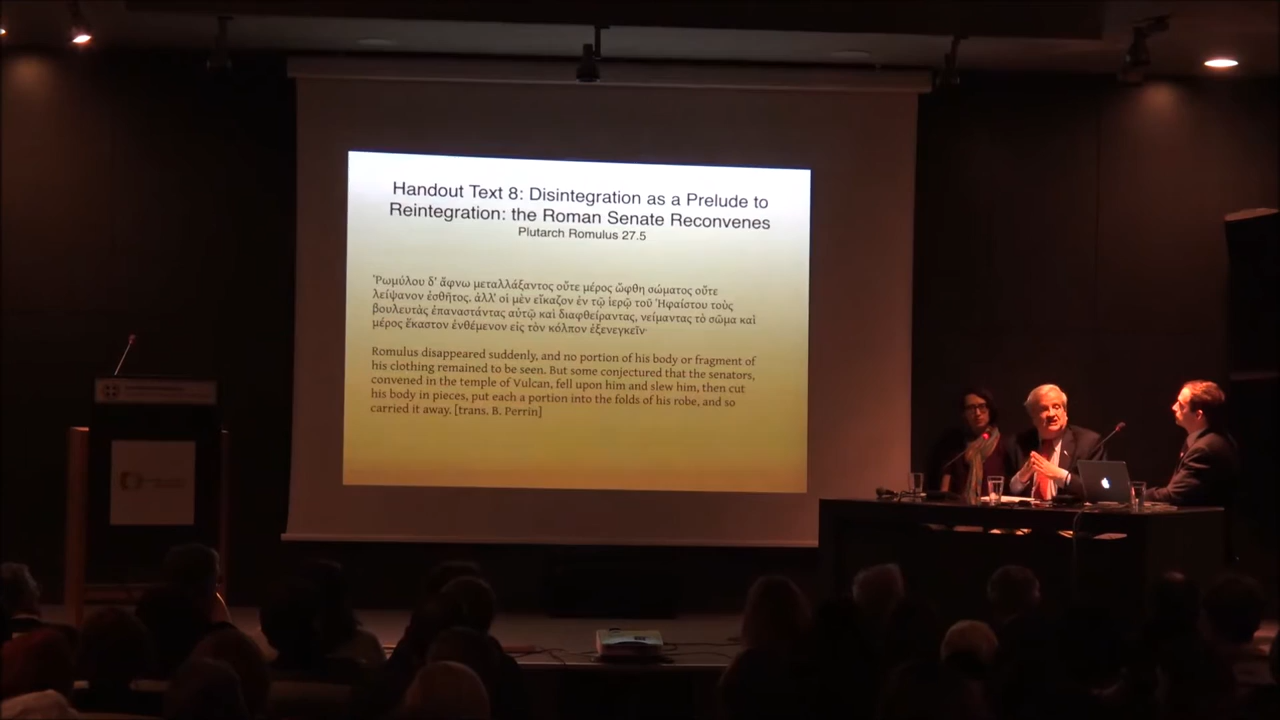 Handout Text 8: Disintegration as a Prelude to
Reintegration: the Roman Senate Reconvenes
Plutarch Romulus 27.5
Ῥωμύλου δ' ἄφνω μεταλλάξαντος οὔτε μέρος ὤφθη σώματος οὔτε
λείψανον ἐσθῆτος, ἀλλ' οἱ μὲν εἴκαζον ἐν τῷ ἱερῷ τοῦ Ἡφαίστου τοὺς
βουλευτὰς ἐπαναστάντας αὐτῷ καὶ διαφθείραντας, νείμαντας τὸ σῶμα καὶ
μέρος ἕκαστον ἐνθέμενον εἰς τὸν κόλπον ἐξενεγκεῖν·
Romulus disappeared suddenly, and no portion of his body or fragment of
his clothing remained to be seen. But some conjectured that the senators,
convened in the temple of Vulcan, fell upon him and slew him, then cut
his body in pieces, put each a portion into the folds of his robe, and so
carried it away. [trans. B. Perrin]